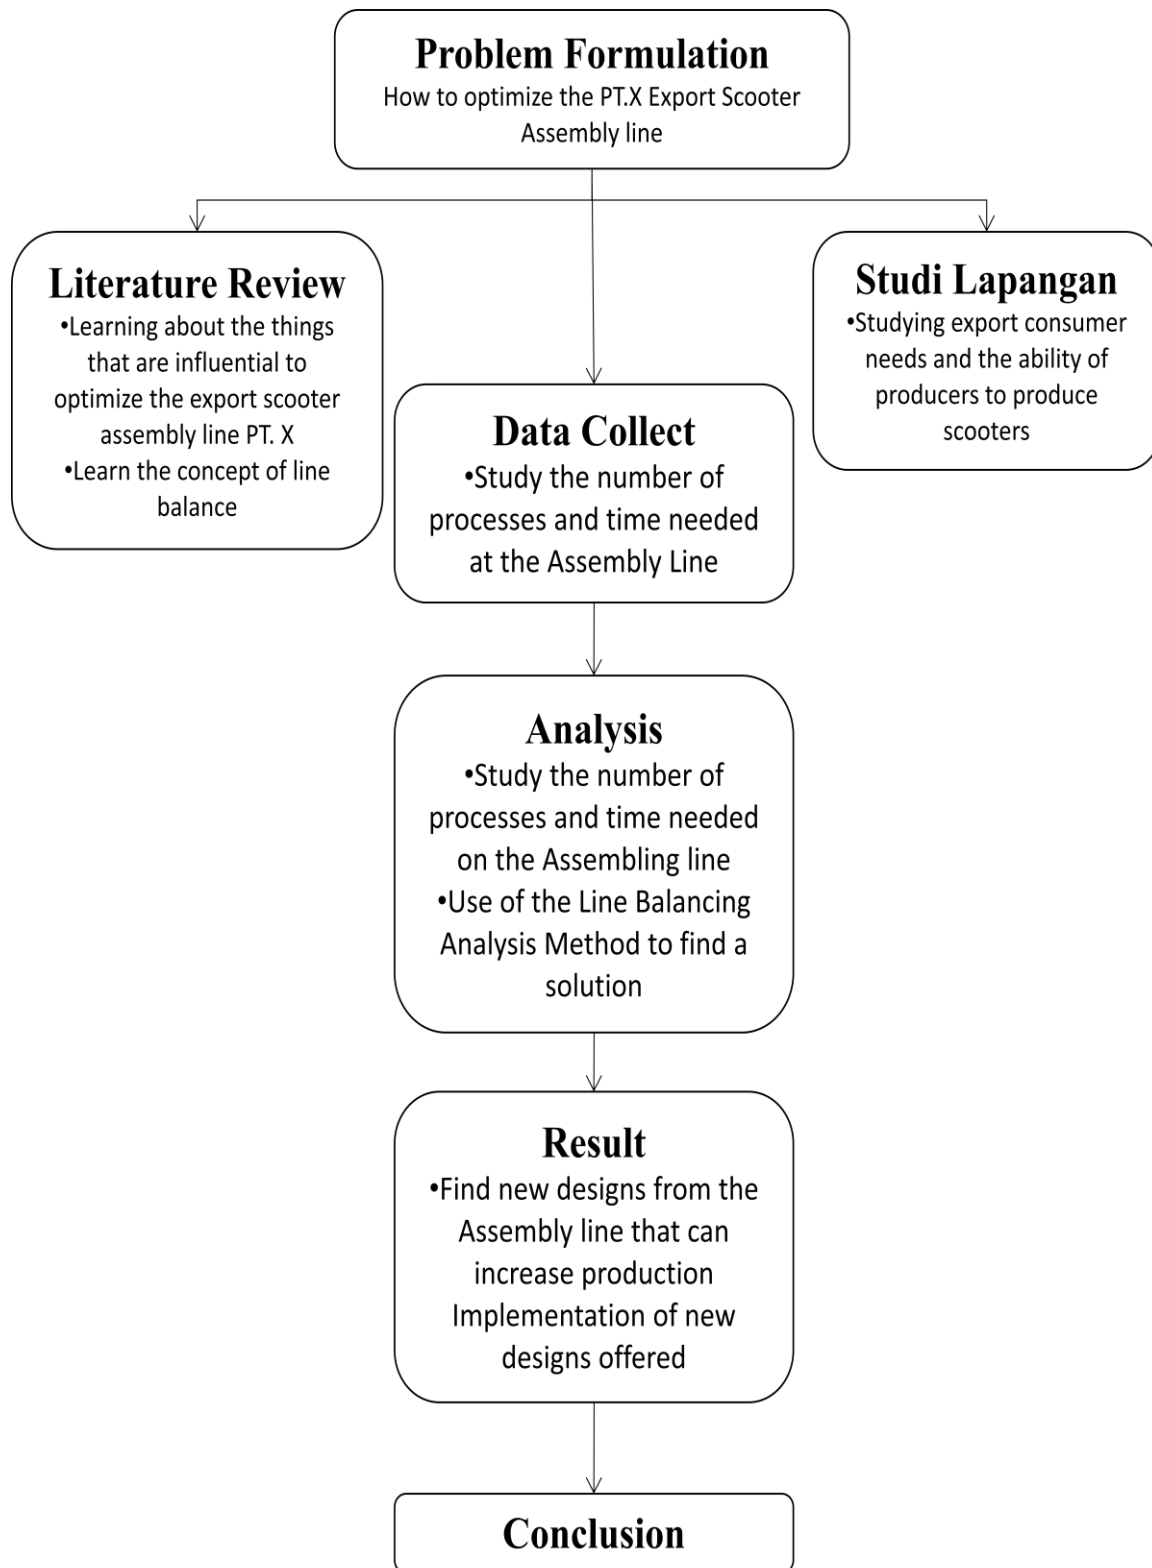 Problem Formulation
How to optimize the PT.X Export Scooter
Assembly line
Literature Review
•Learning about the things
that are influential to
optimize the export scooter
assembly line PT. X
•Learn the concept of line
balance
Studi Lapangan
•Studying export consumer
needs and the ability of
producers to produce
scooters
Data Collect
•Study the number of
processes and time needed
at the Assembly Line
Analysis
•Study the number of
processes and time needed
on the Assembling line
•Use of the Line Balancing
Analysis Method to find a
solution
Result
•Find new designs from the
Assembly line that can
increase production
Implementation of new
designs offered
Conclusion